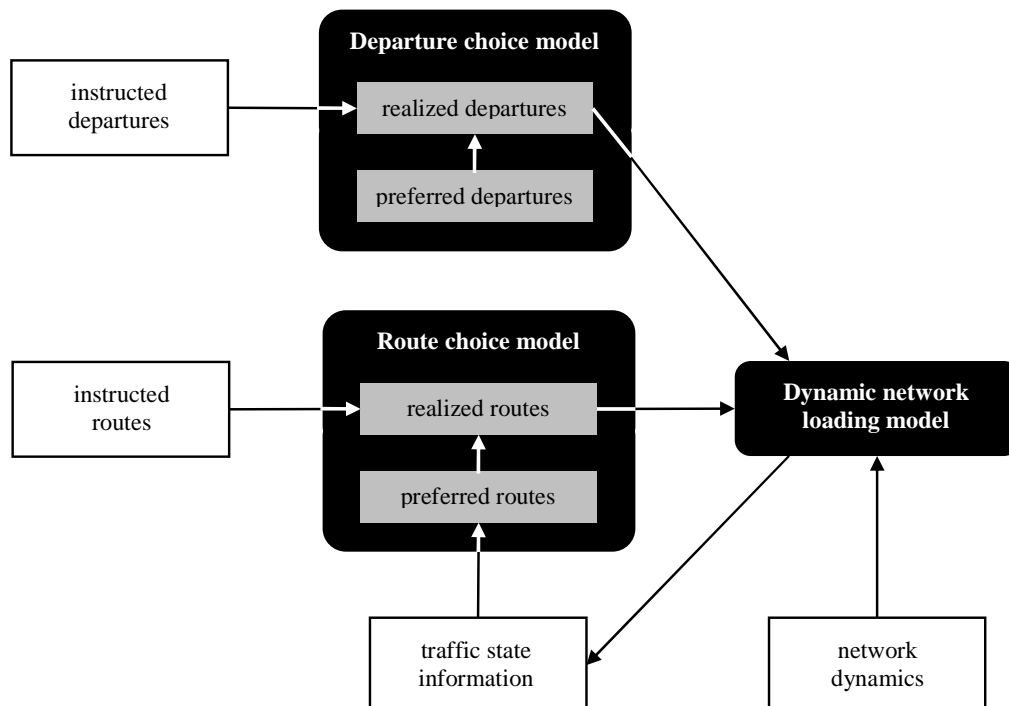 Departure choice model
instructed
departures
realized departures
preferred departures
Route choice model
instructed
routes
realized routes
preferred routes
Dynamic network
loading model
traffic state
information
network
dynamics